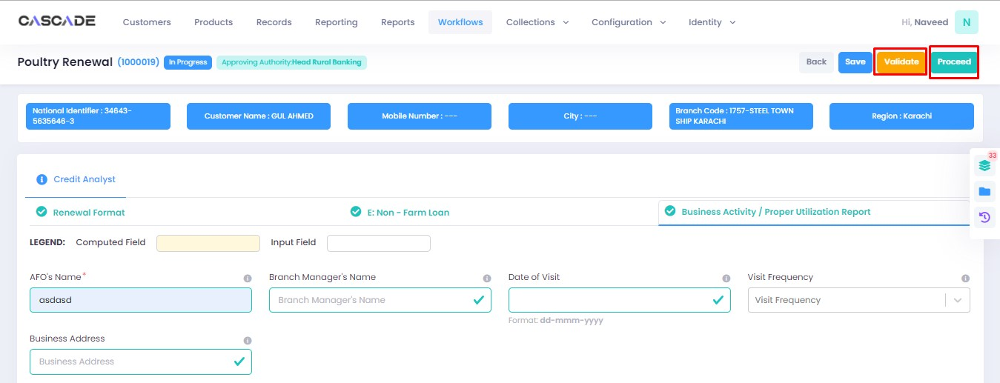 CASCADE Customers Products Records Reporting Reports Workflows Collections Configuration Identity Hi, Naveed N
Poultry Renewal (1000019) In Progress Approving Authority:Head Rural Banking Back Save Validate Proceed
National Identifier : 34643-
5635646-3
Customer Name : GUL AHMED
Mobile Number : ---
City : ---
Branch Code : 1757-STEEL TOWN
SHIP KARACHI
Region : Karachi
33
Credit Analyst
Renewal Format E: Non - Farm Loan Business Activity / Proper Utilization Report
LEGEND: Computed Field Input Field
AFO's Name* Branch Manager's Name Date of Visit Visit Frequency
asdasd Branch Manager's Name Visit Frequency
Format: dd-mmm-yyyy
Business Address
Business Address